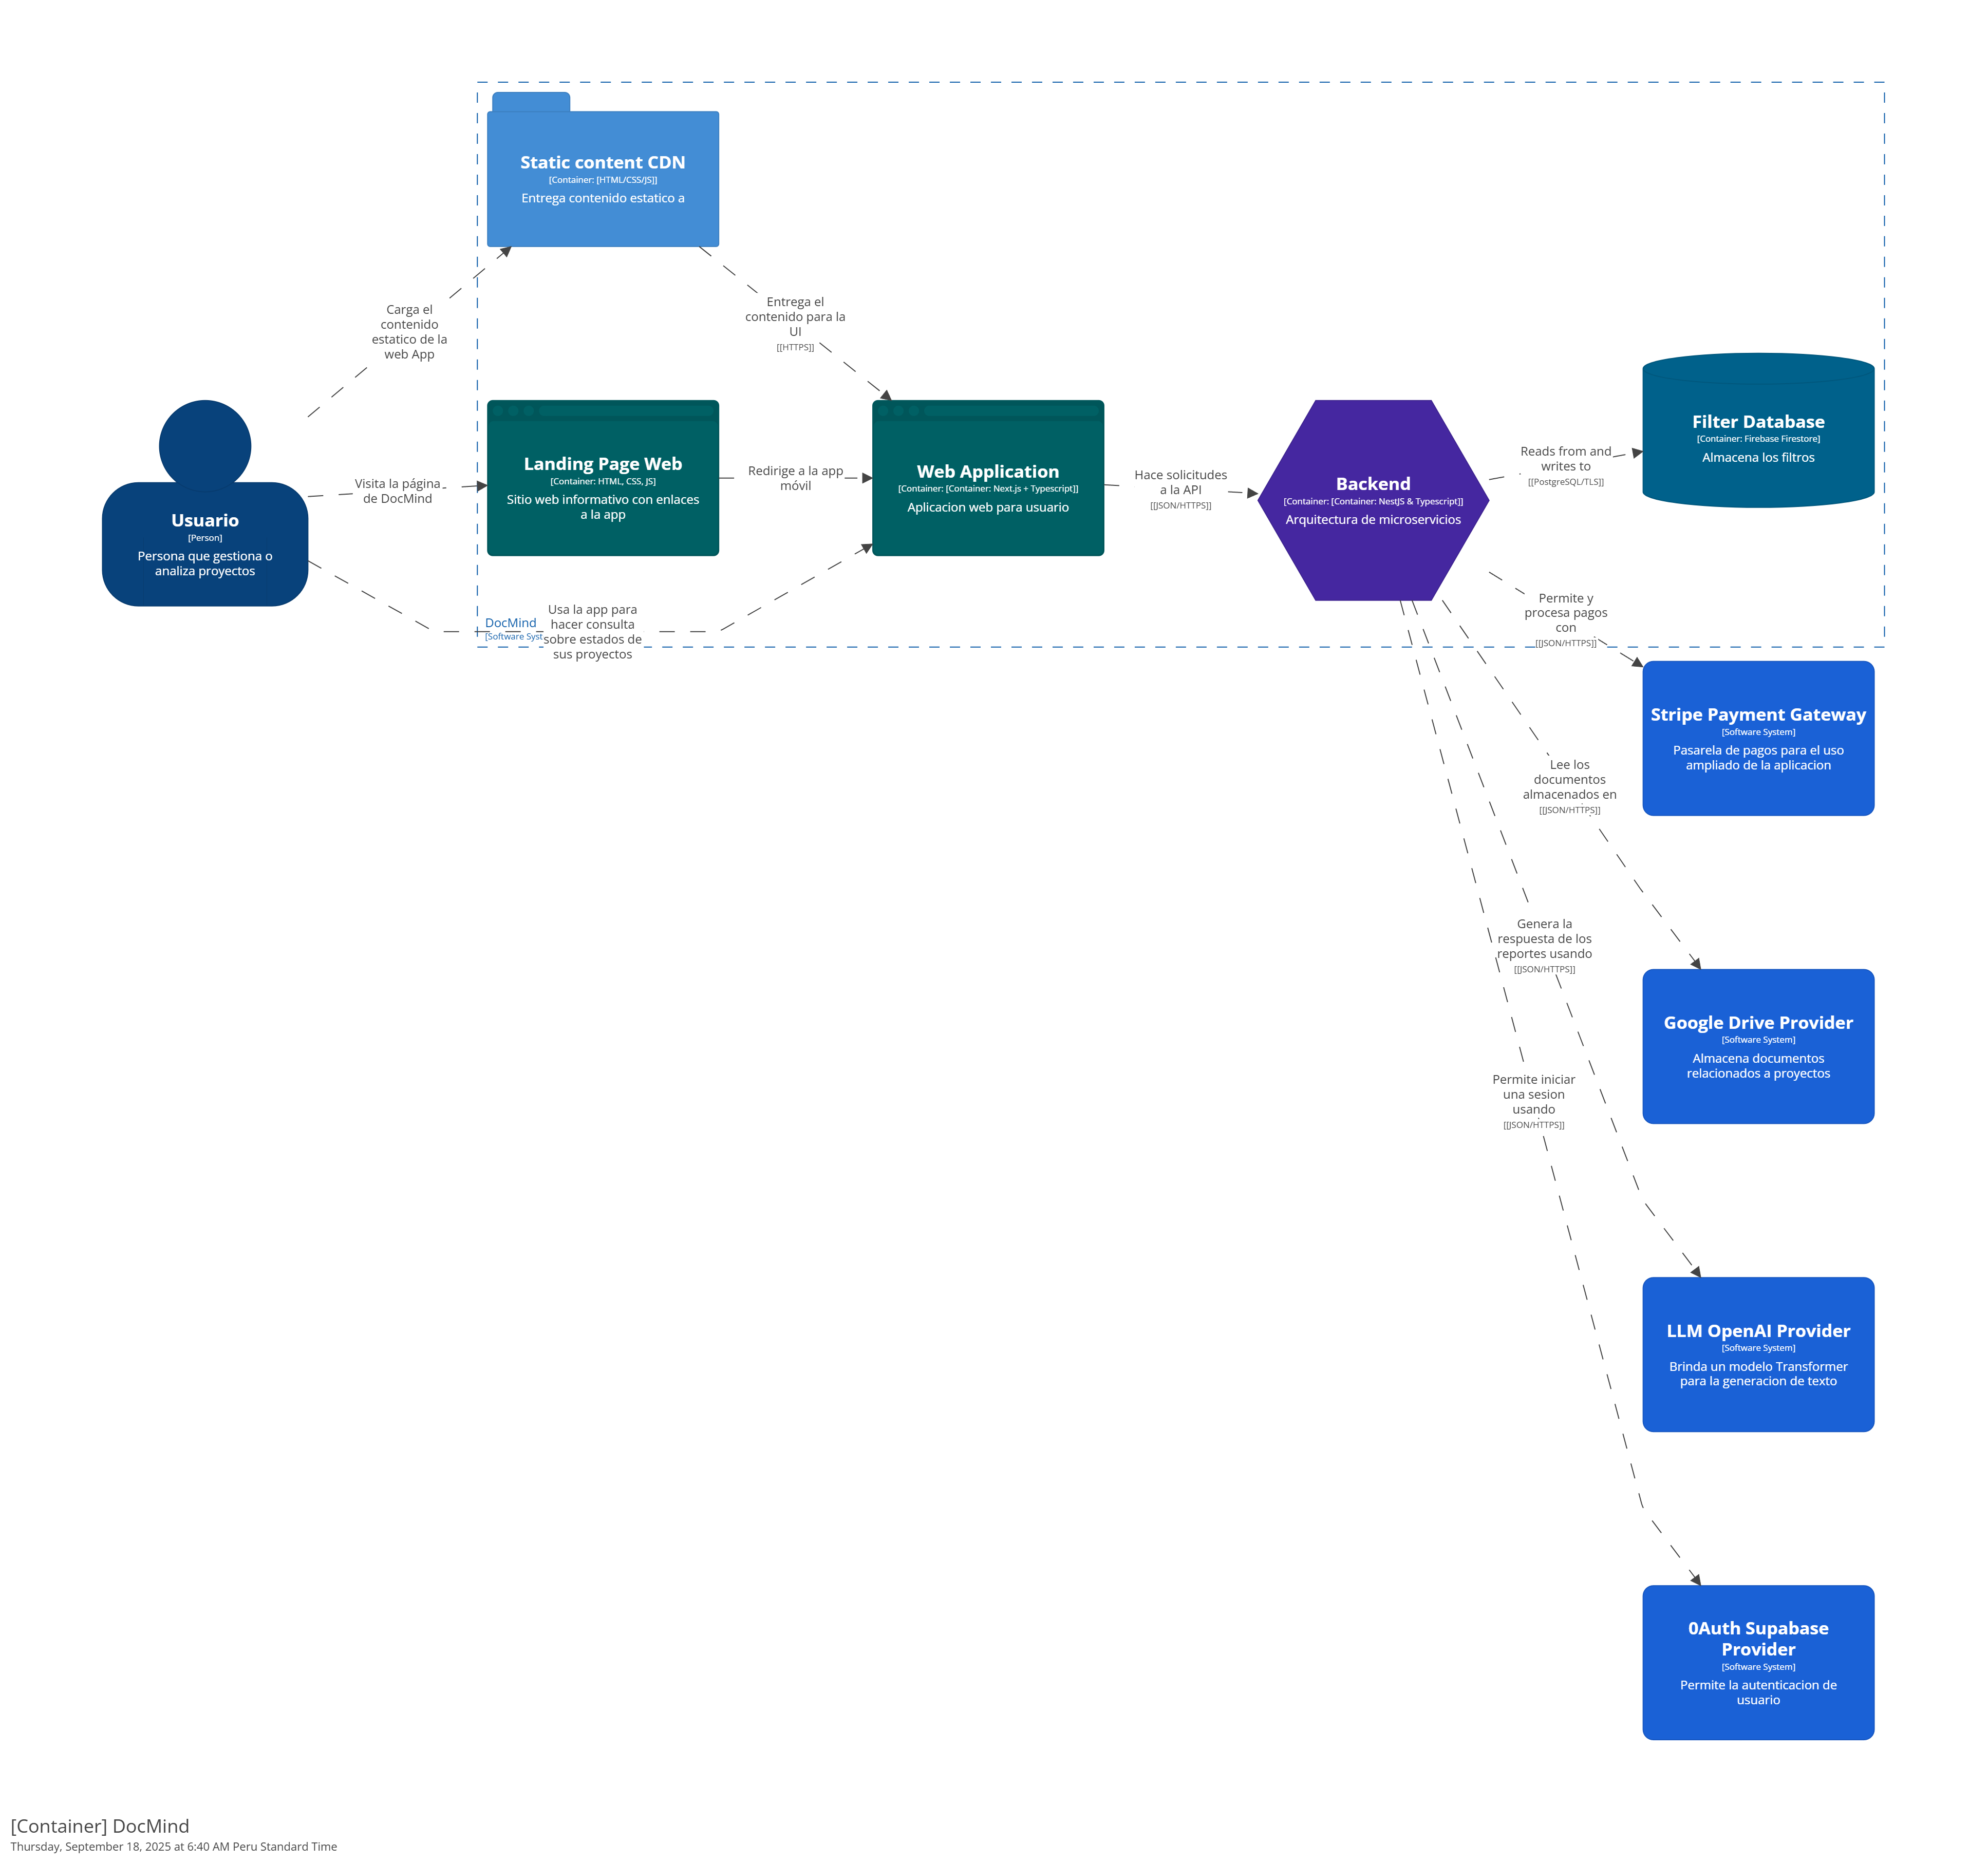 Static content CDN
[Container: [HTML/CSS/JS]]
Entrega contenido estatico a
Carga el
contenido
estatico de la
web App
Entrega el
contenido para la
UI
[[HTTPS]]
Usuario
[Person]
Persona que gestiona o
analiza proyectos
Visita la página
de DocMind
Landing Page Web
[Container: HTML, CSS, JS]
Sitio web informativo con enlaces
a la app
Redirige a la app
móvil
Web Application
[Container: [Container: Next.js + Typescript]]
Aplicacion web para usuario
Hace solicitudes
a la API
[[JSON/HTTPS]]
Backend
[Container: [Container: NestJS & Typescript]]
Arquitectura de microservicios
Reads from and
writes to
[[PostgreSQL/TLS]]
Filter Database
[Container: Firebase Firestore]
Almacena los filtros
DocMind
[Software Syst
Usa la app para
hacer consulta
sobre estados de
sus proyectos
Permite y
procesa pagos
con
[[JSON/HTTPS]]
Stripe Payment Gateway
[Software System]
Pasarela de pagos para el uso
ampliado de la aplicacion
Lee los
documentos
almacenados en
[[JSON/HTTPS]]
Google Drive Provider
[Software System]
Almacena documentos
relacionados a proyectos
Genera la
respuesta de los
reportes usando
[[JSON/HTTPS]]
LLM OpenAI Provider
[Software System]
Brinda un modelo Transformer
para la generacion de texto
Permite iniciar
una sesion
usando
[[JSON/HTTPS]]
0Auth Supabase
Provider
[Software System]
Permite la autenticacion de
usuario
[Container] DocMind
Thursday, September 18, 2025 at 6:40 AM Peru Standard Time